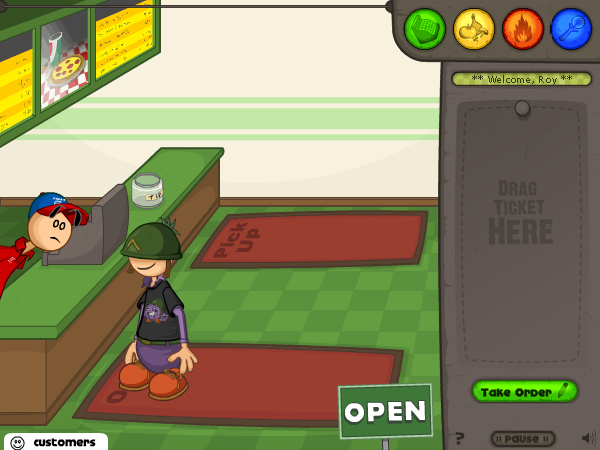 ** Welcome, Roy **
DRAG
TICKET
HERE
Pick
UP
Take Order
OPEN
customers
?
PAUSE